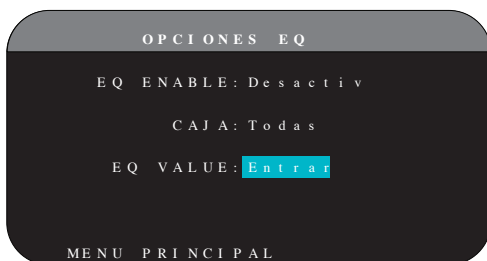 OPCIONES EQ
EQ ENABLE: Desactiv
CAJA: Todas
EQ VALUE: Entrar
MENU PRINCIPAL